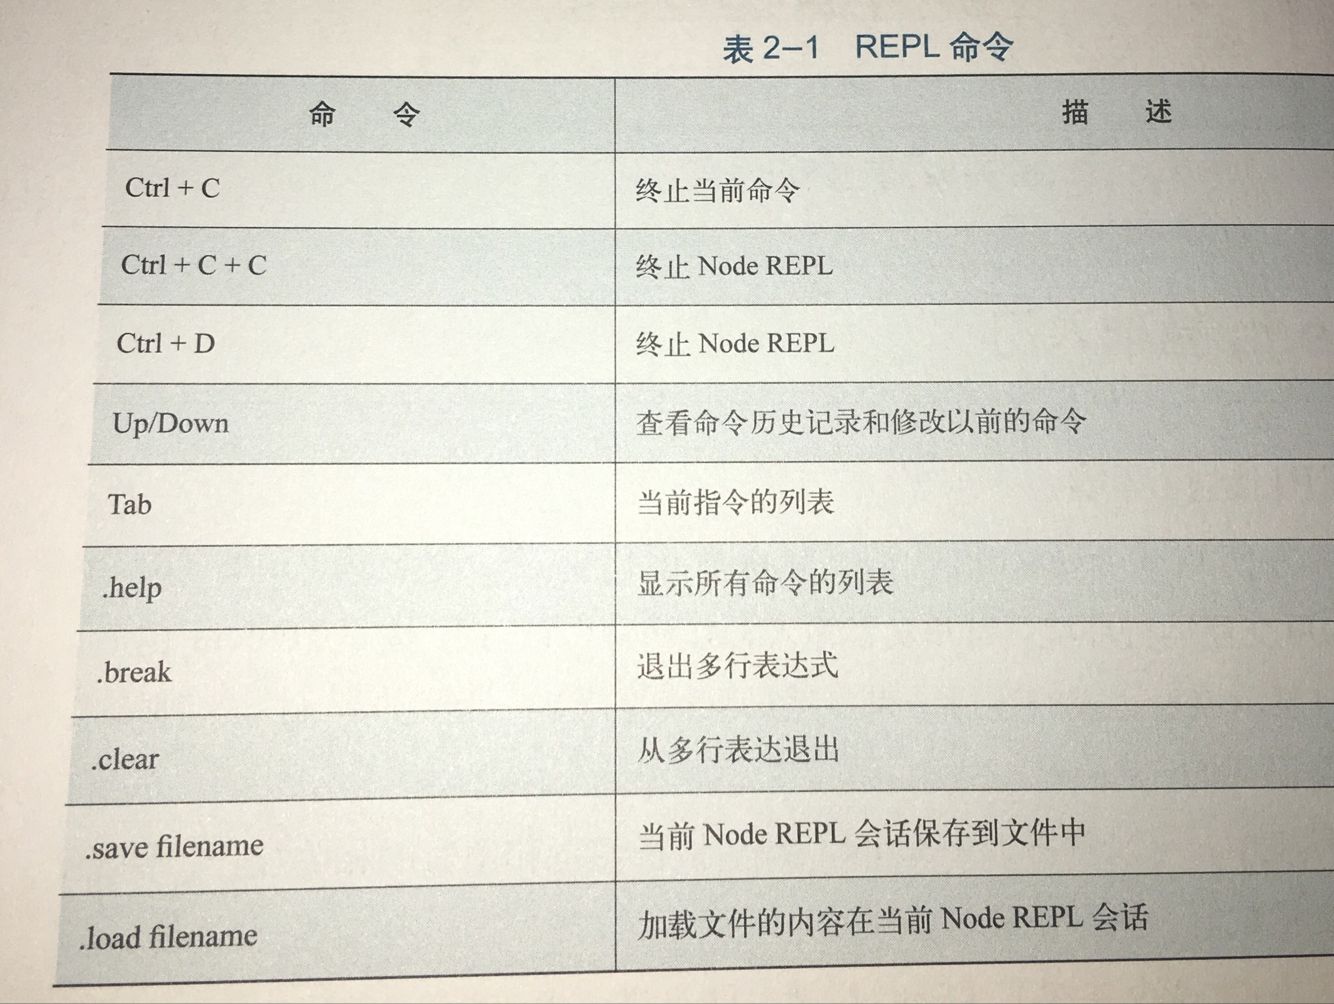 表 2–1 REPL 命令
命 令 描 述
Ctrl + C 终止当前命令
Ctrl + C + C 终止 Node REPL
Ctrl + D 终止 Node REPL
Up/Down 查看命令历史记录和修改以前的命令
Tab 当前指令的列表
.help 显示所有命令的列表
.break 退出多行表达式
.clear 从多行表达退出
.save filename 当前 Node REPL 会话保存到文件中
.load filename 加载文件的内容在当前 Node REPL 会话